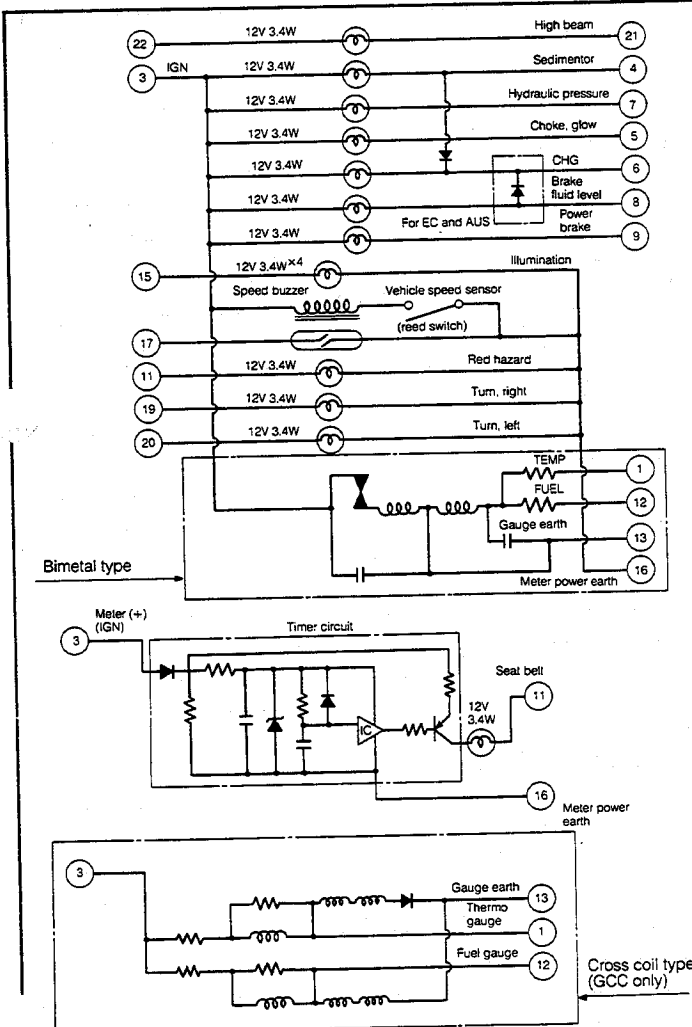 22 12V 3.4W High beam 21
3 IGN 12V 3.4W Sedimentor 4
12V 3.4W Hydraulic pressure 7
12V 3.4W Choke, glow 5
12V 3.4W CHG 6
12V 3.4W Brake fluid level 8
For EC and AUS
12V 3.4W Power brake 9
15 12V 3.4W×4 Illumination
Speed buzzer Vehicle speed sensor
(reed switch)
17
11 12V 3.4W Red hazard
19 12V 3.4W Turn, right
20 12V 3.4W Turn, left
TEMP 1
FUEL 12
Gauge earth 13
Bimetal type
Meter power earth 16
Meter (+)
(IGN)
3
Timer circuit
Seat belt
11
12V
3.4W
IC
16
Meter power
earth
3
Gauge earth 13
Thermo
gauge 1
Fuel gauge 12
Cross coil type
(GCC only)